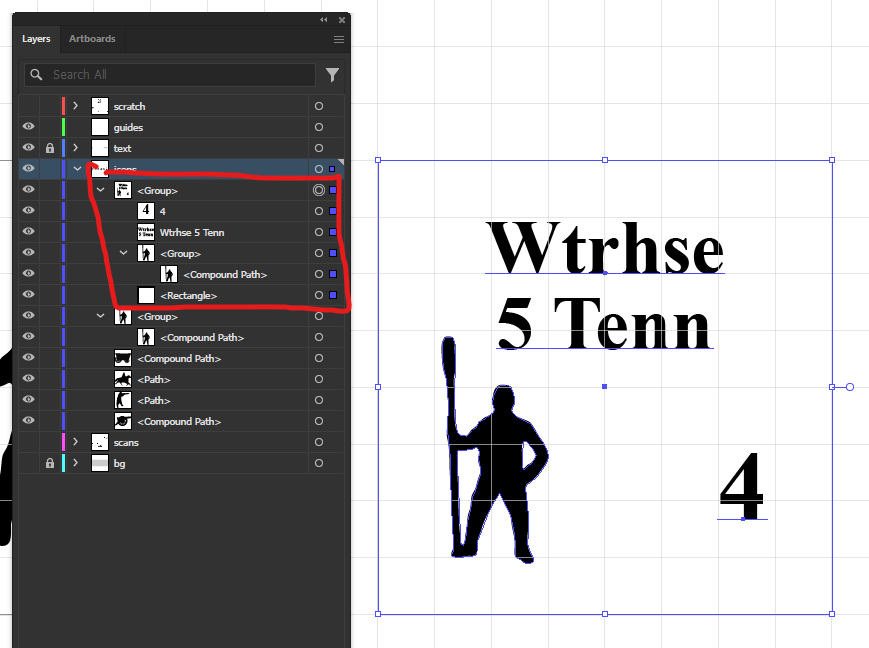 Layers
Artboards
Search All
scratch
guides
text
icons
<Group>
4
Wtrhse 5 Tenn
<Group>
<Compound Path>
<Rectangle>
<Group>
<Compound Path>
<Compound Path>
<Path>
<Path>
<Compound Path>
scans
bg
Wtrhse
5 Tenn
4